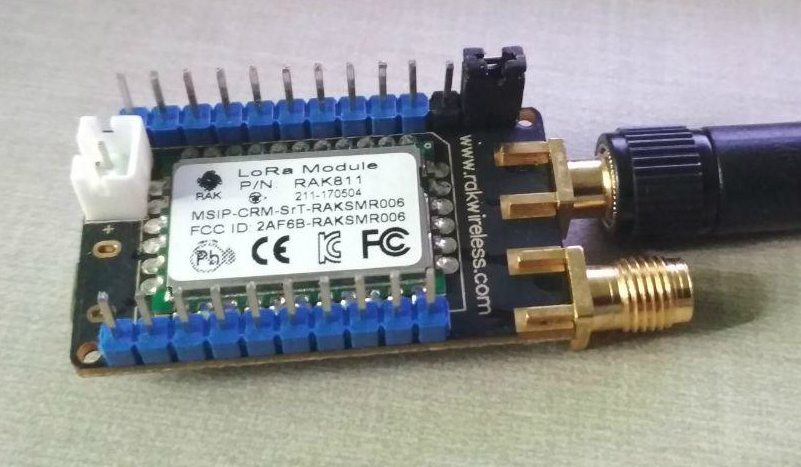 LoRa Module
P/N: RAK811
RAK
211-170504
MSIP-CRM-SrT-RAKSMR006
FCC ID: 2AF6B-RAKSMR006
Pb
CE
FC
www.rakwireless.com
+